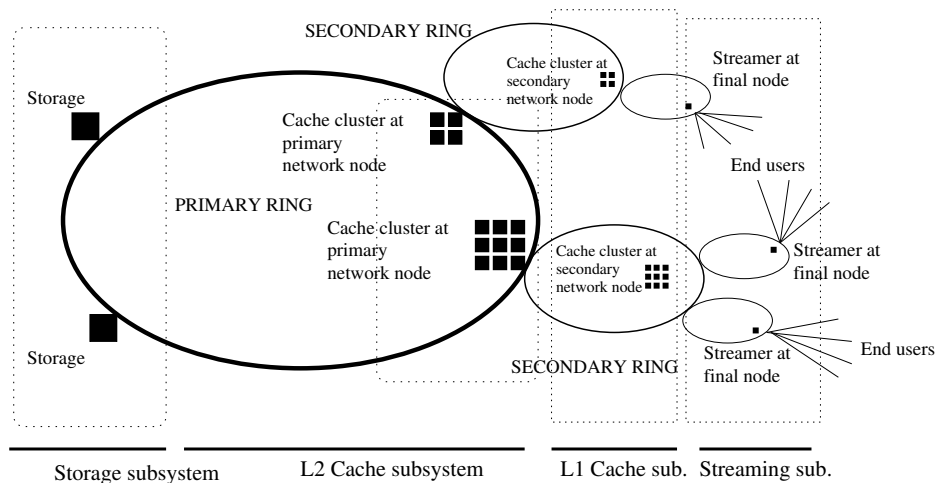 SECONDARY RING
Cache cluster at
secondary
network node
Streamer at
final node
Storage
Cache cluster at
primary
network node
End users
PRIMARY RING
Cache cluster at
primary
network node
Cache cluster at
secondary
network node
Streamer at
final node
Storage
SECONDARY RING
Streamer at
final node
End users
Storage subsystem
L2 Cache subsystem
L1 Cache sub.
Streaming sub.